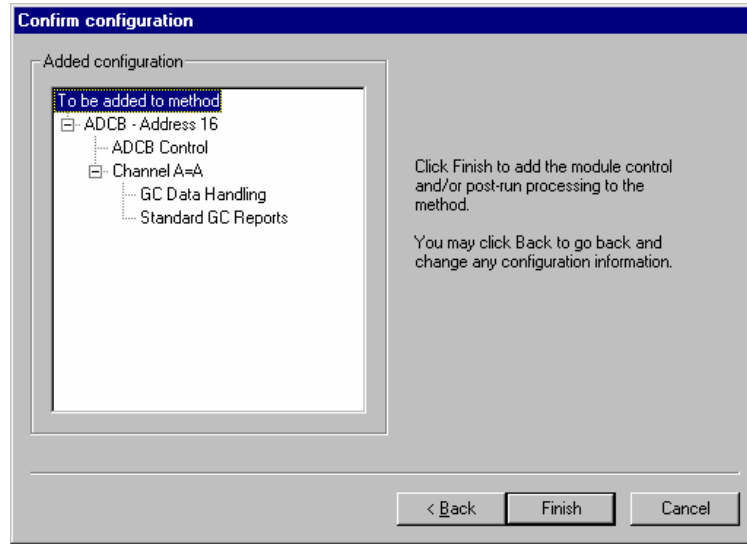 Confirm configuration
Added configuration
To be added to method
ADCB - Address 16
ADCB Control
Channel A=A
GC Data Handling
Standard GC Reports
Click Finish to add the module control
and/or post-run processing to the
method.
You may click Back to go back and
change any configuration information.
< Back
Finish
Cancel